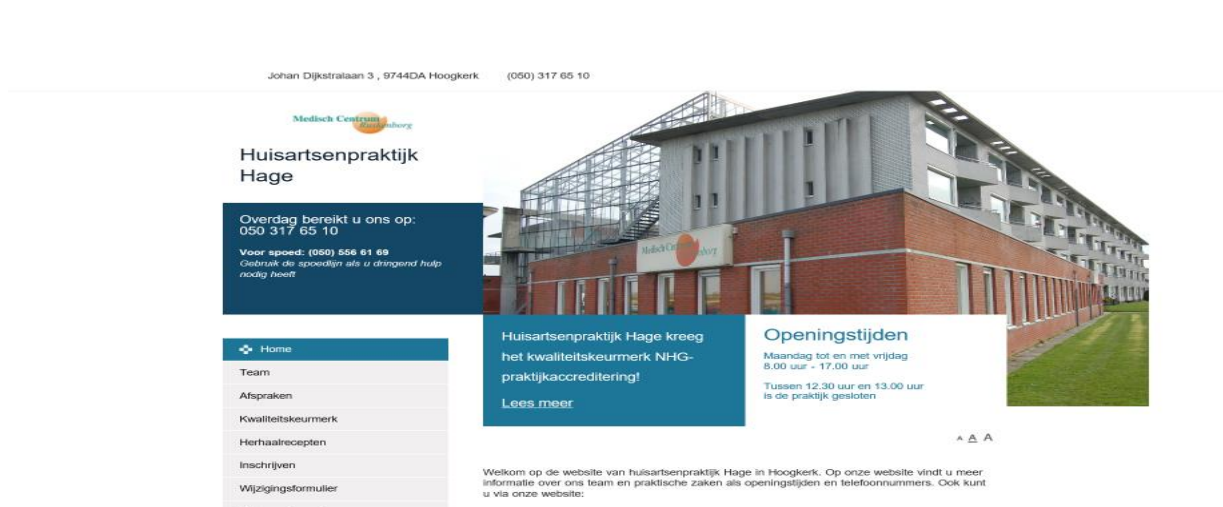 Johan Dijkstralaan 3 , 9744DA Hoogkerk (050) 317 65 10
Medisch Centrum
Ruskenborg
Huisartsenpraktijk
Hage
Overdag bereikt u ons op:
050 317 65 10
Voor spoed: (050) 556 61 69
Gebruik de spoedlijn als u dringend hulp
nodig heeft
Medisch Centrum
Home
Team
Afspraken
Kwaliteitskeurmerk
Herhaalrecepten
Inschrijven
Wijzigingsformulier
Huisartsenpraktijk Hage kreeg
het kwaliteitskeurmerk NHG-
praktijkaccreditering!
Lees meer
Openingstijden
Maandag tot en met vrijdag
8.00 uur - 17.00 uur
Tussen 12.30 uur en 13.00 uur
is de praktijk gesloten
A A A
Welkom op de website van huisartsenpraktijk Hage in Hoogkerk. Op onze website vindt u meer
informatie over ons team en praktische zaken als openingstijden en telefoonnummers. Ook kunt
u via onze website: